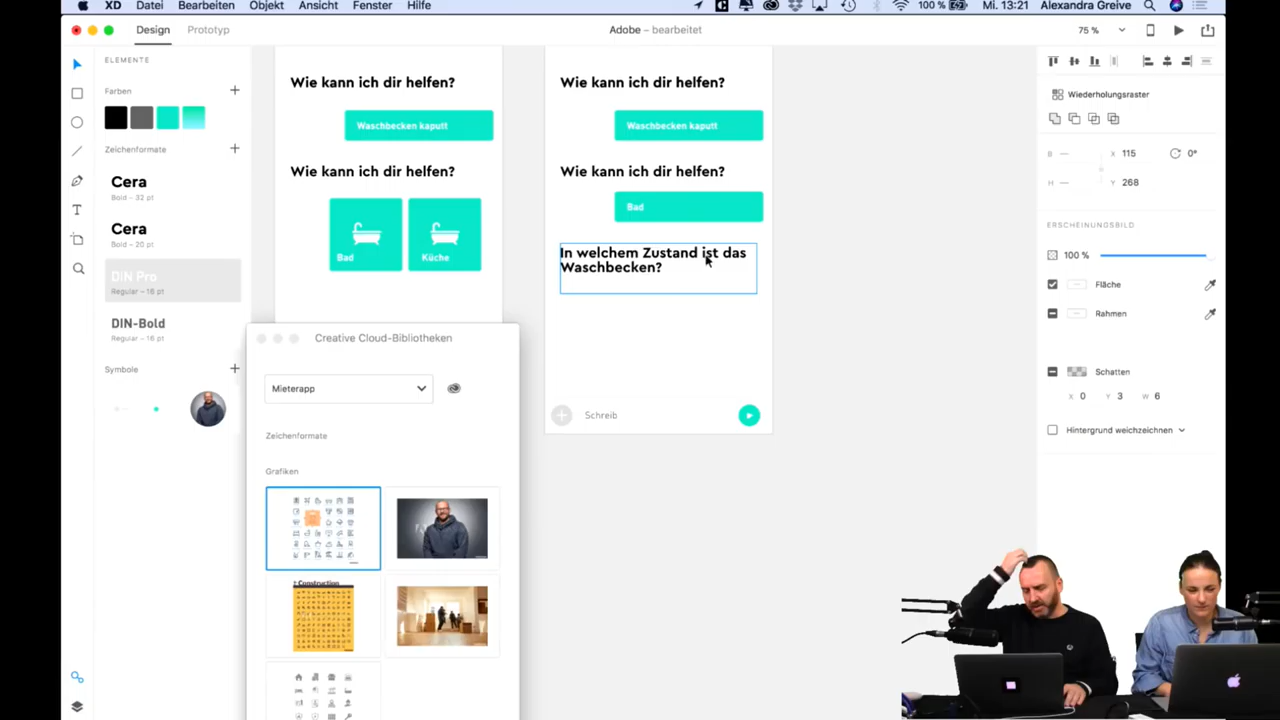 XD Datei Bearbeiten Objekt Ansicht Fenster Hilfe 100 % Mi. 13:21 Alexandra Greive
Design Prototyp Adobe – bearbeitet 75 %
ELEMENTE
Farben
Zeichenformate
Cera
Bold – 32 pt
Cera
Bold – 20 pt
DIN Pro
Regular – 16 pt
DIN-Bold
Regular – 16 pt
Symbole
Wie kann ich dir helfen?
Waschbecken kaputt
Wie kann ich dir helfen?
Bad Küche
Wie kann ich dir helfen?
Waschbecken kaputt
Wie kann ich dir helfen?
Bad
In welchem Zustand ist das
Waschbecken?
Schreib
Creative Cloud-Bibliotheken
Mieterapp
Zeichenformate
Grafiken
Construction
Wiederholungsraster
B — X 115 0°
H — Y 268
ERSCHEINUNGSBILD
100 %
Fläche
Rahmen
Schatten
X 0 Y 3 W 6
Hintergrund weichzeichnen